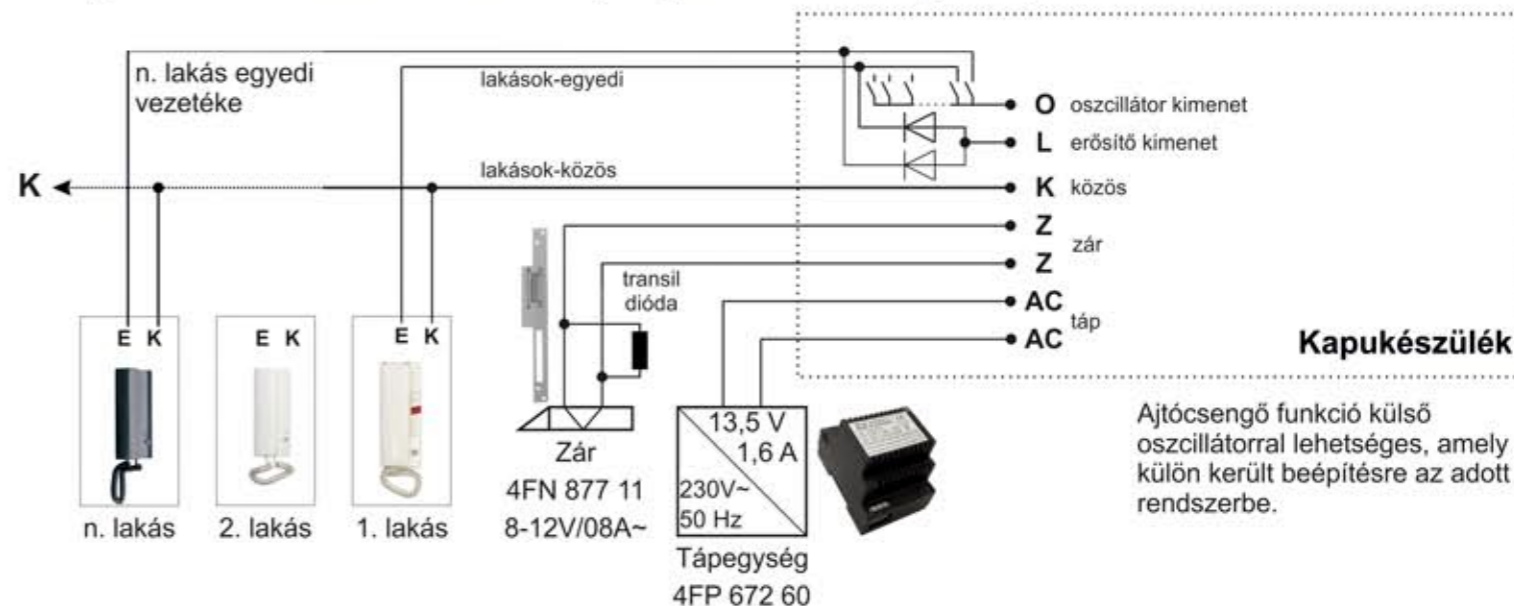 n. lakás egyedi
vezetéke
lakások-egyedi
O oszcillátor kimenet
L erősítő kimenet
K
lakások-közös
K közös
Z
zár
Z
transil
dióda
AC
táp
AC
Kapukészülék
E K
E K
E K
n. lakás
2. lakás
1. lakás
Zár
4FN 877 11
8-12V/08A~
13,5 V
1,6 A
230V~
50 Hz
Tápegység
4FP 672 60
Ajtócsengő funkció külső
oszcillátorral lehetséges, amely
külön került beépítésre az adott
rendszerbe.